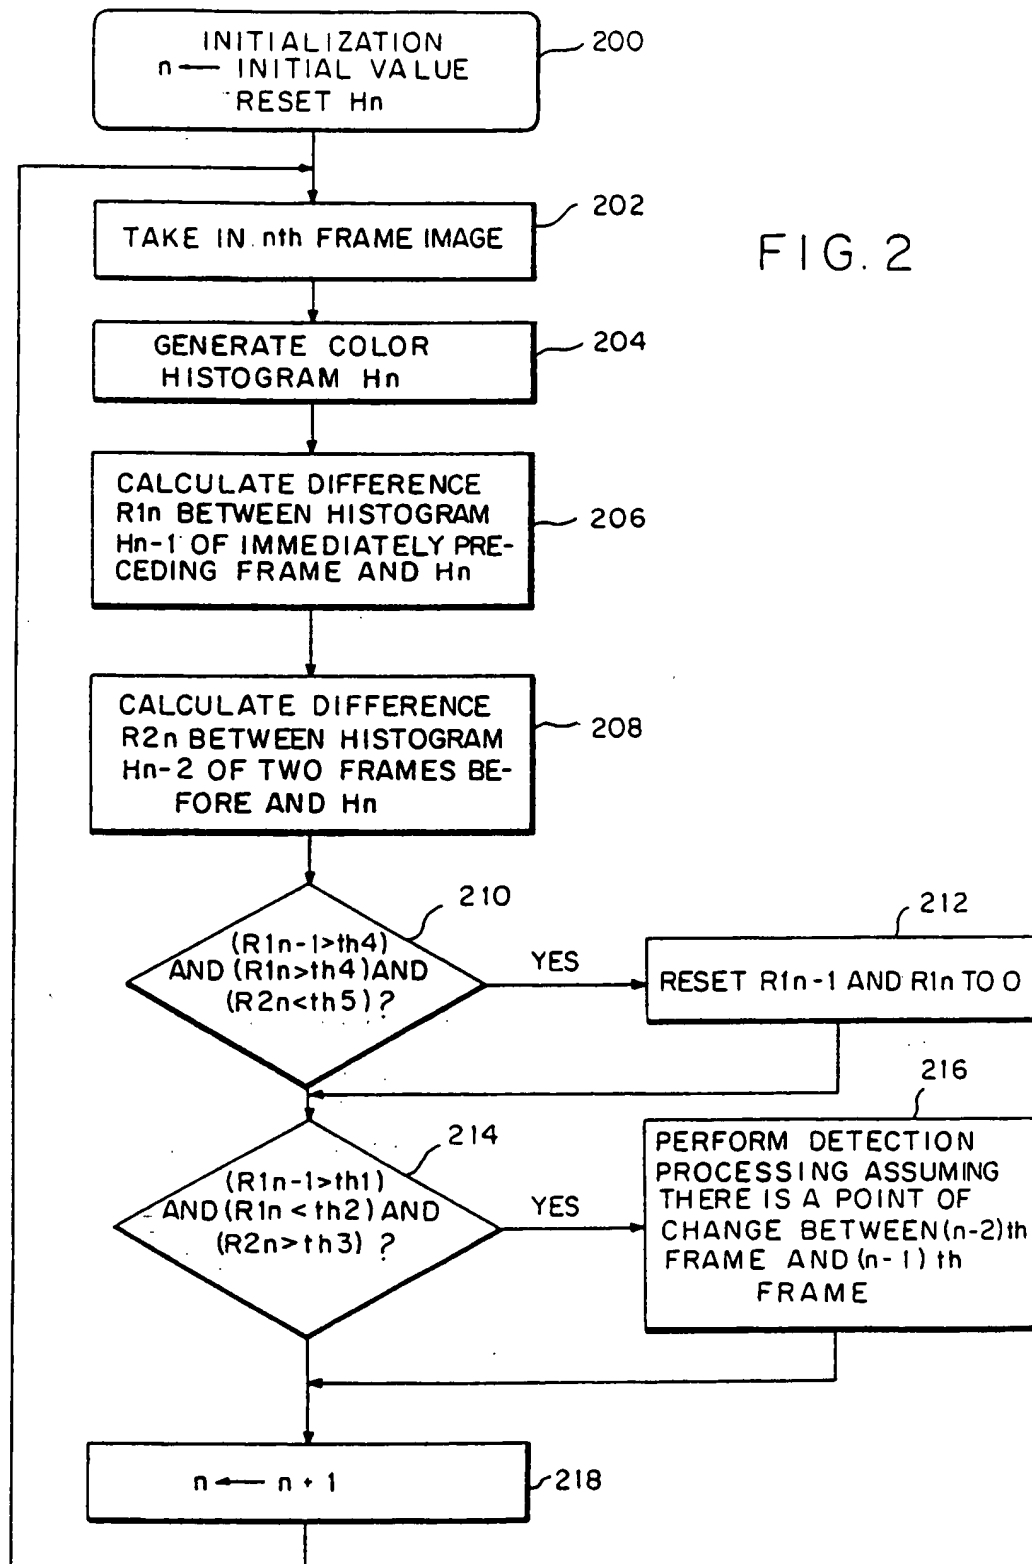 INITIALIZATION
n ← INITIAL VALUE
RESET Hn
200
202
TAKE IN nth FRAME IMAGE
FIG. 2
GENERATE COLOR
HISTOGRAM Hn
204
CALCULATE DIFFERENCE
R1n BETWEEN HISTOGRAM
Hn-1 OF IMMEDIATELY PRE-
CEDING FRAME AND Hn
206
CALCULATE DIFFERENCE
R2n BETWEEN HISTOGRAM
Hn-2 OF TWO FRAMES BE-
FORE AND Hn
208
210
(R1n-1>th4)
AND (R1n>th4) AND
(R2n<th5)?
YES
212
RESET R1n-1 AND R1n TO 0
214
(R1n-1>th1)
AND (R1n<th2) AND
(R2n>th3) ?
YES
216
PERFORM DETECTION
PROCESSING ASSUMING
THERE IS A POINT OF
CHANGE BETWEEN (n-2)th
FRAME AND (n-1)th
FRAME
n ← n + 1
218